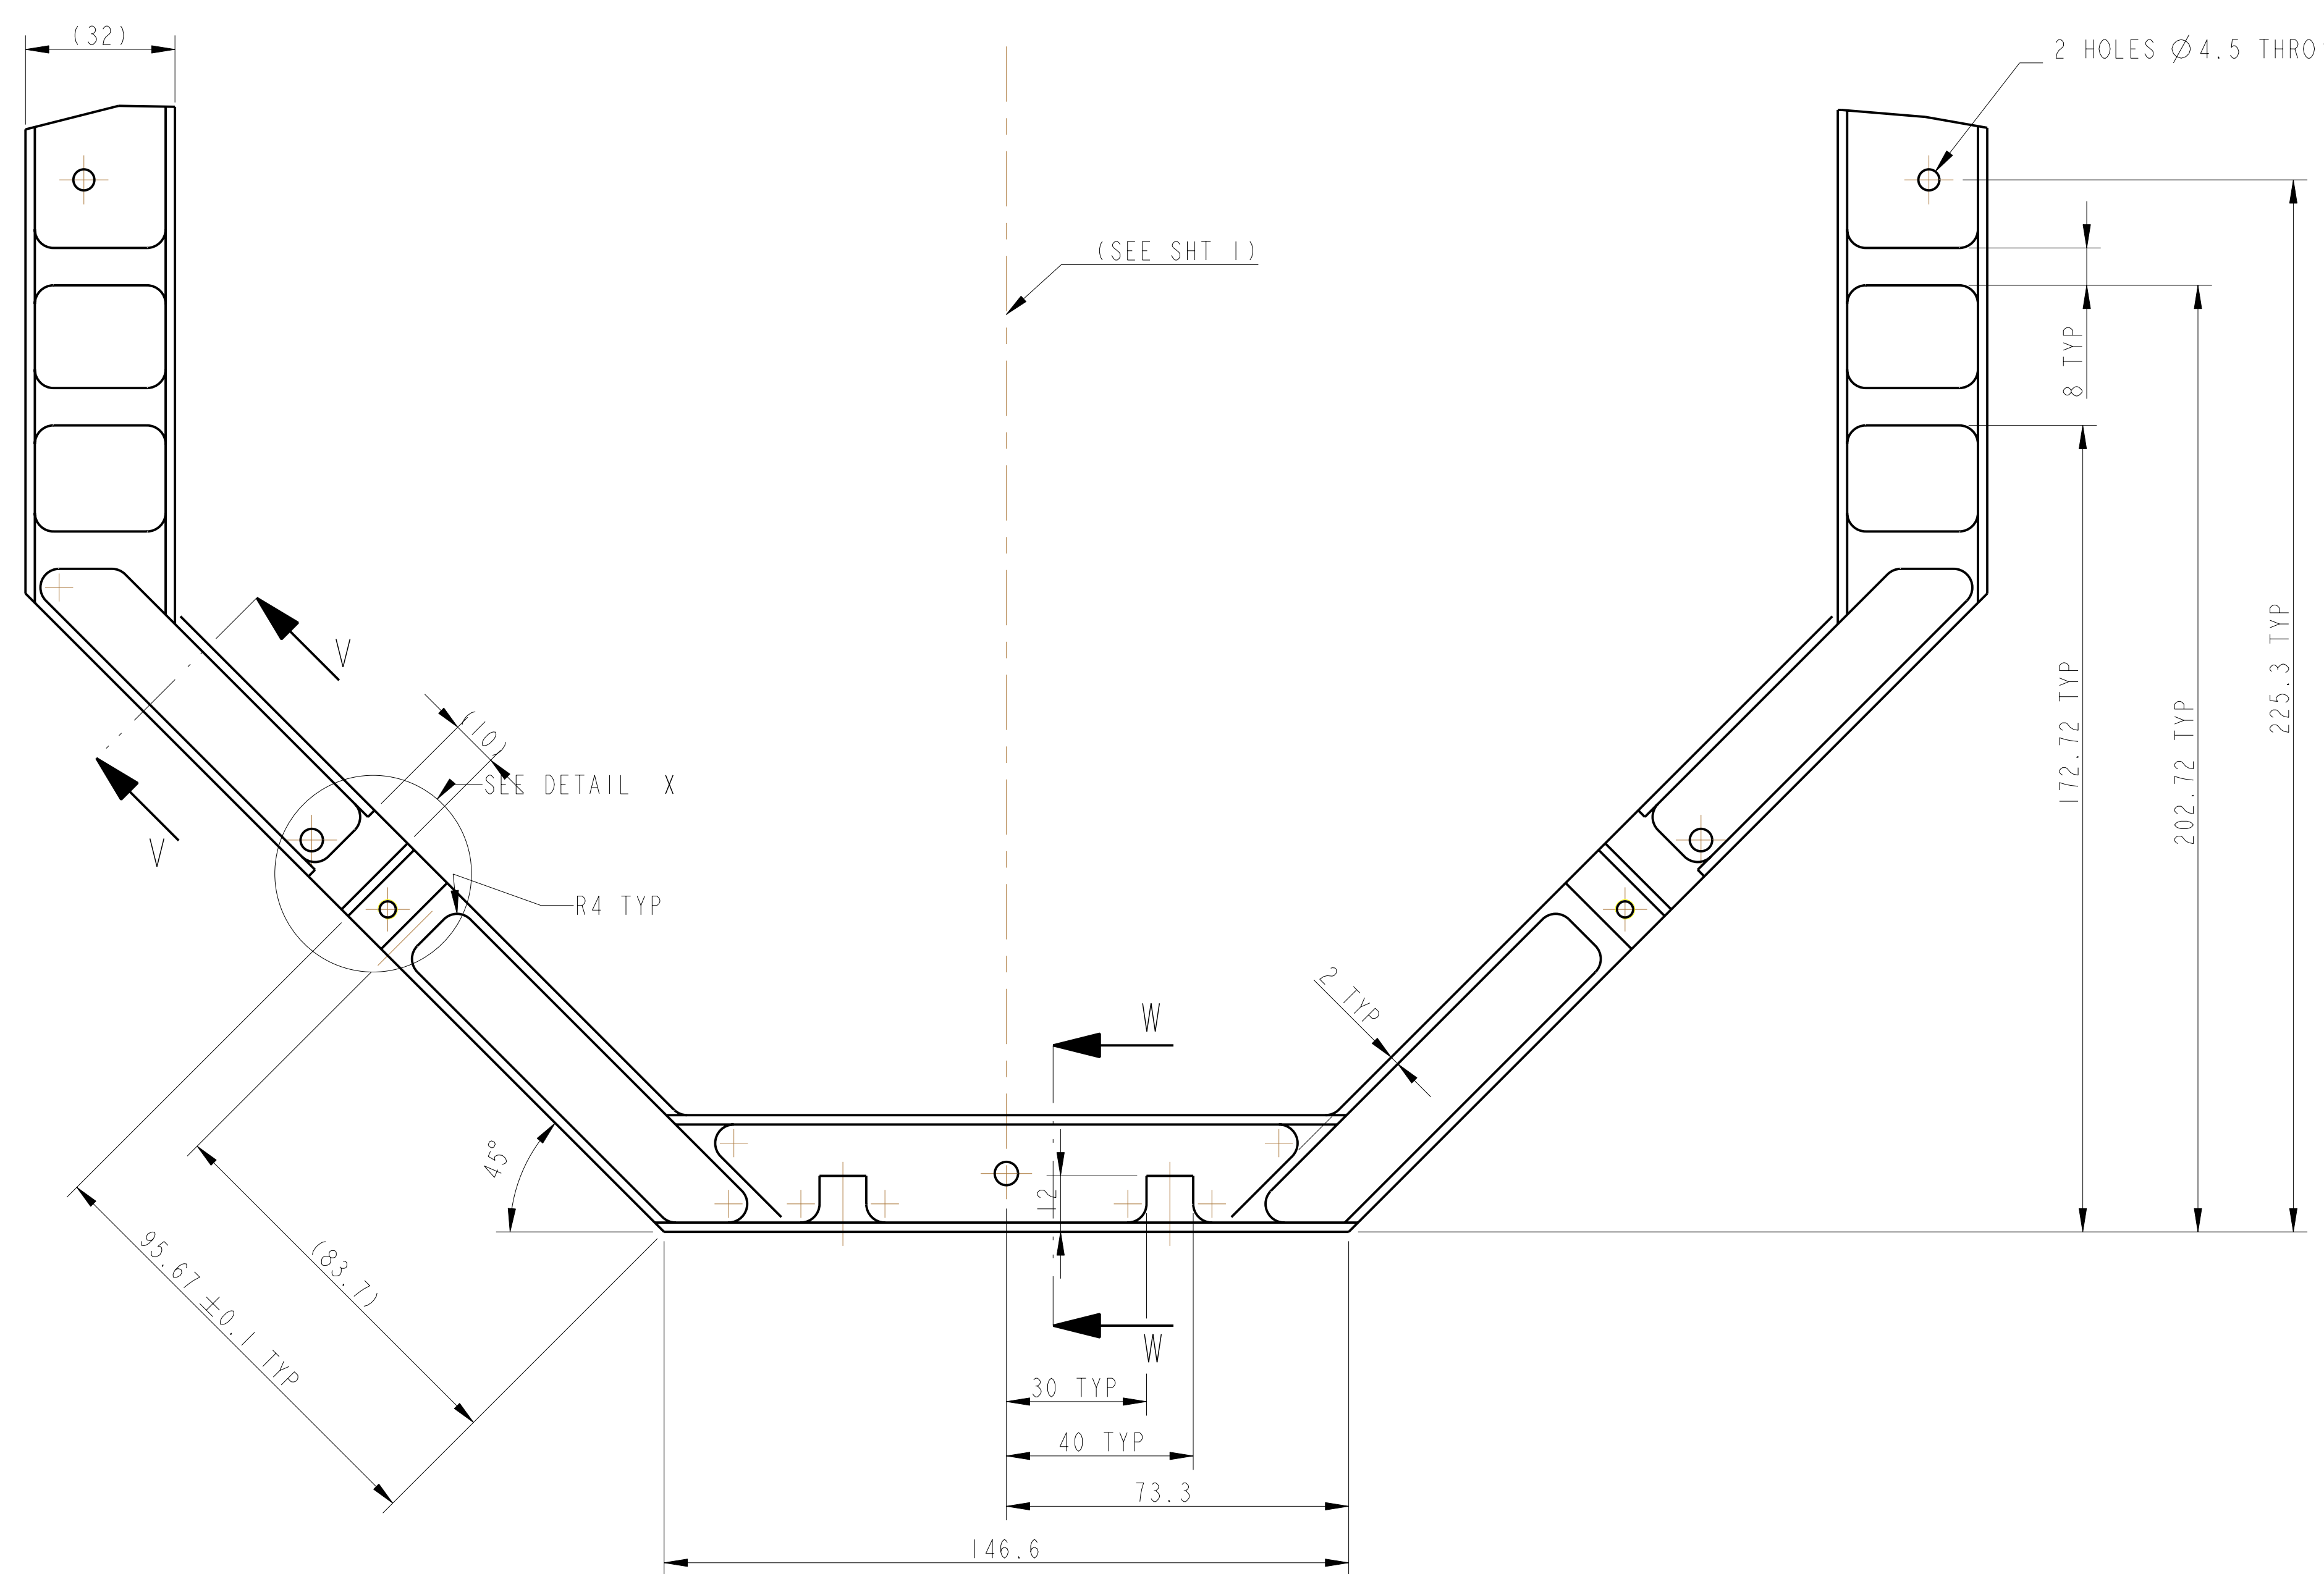 (32)
2 HOLES Ø4.5 THRO
(SEE SHT 1)
8 TYP
225.3 TYP
V
172.72 TYP
202.72 TYP
(10)
SEE DETAIL X
V
R4 TYP
2 TYP
W
45°
12
95.67 ±0.1 TYP
(83.7)
W
30 TYP
40 TYP
73.3
146.6